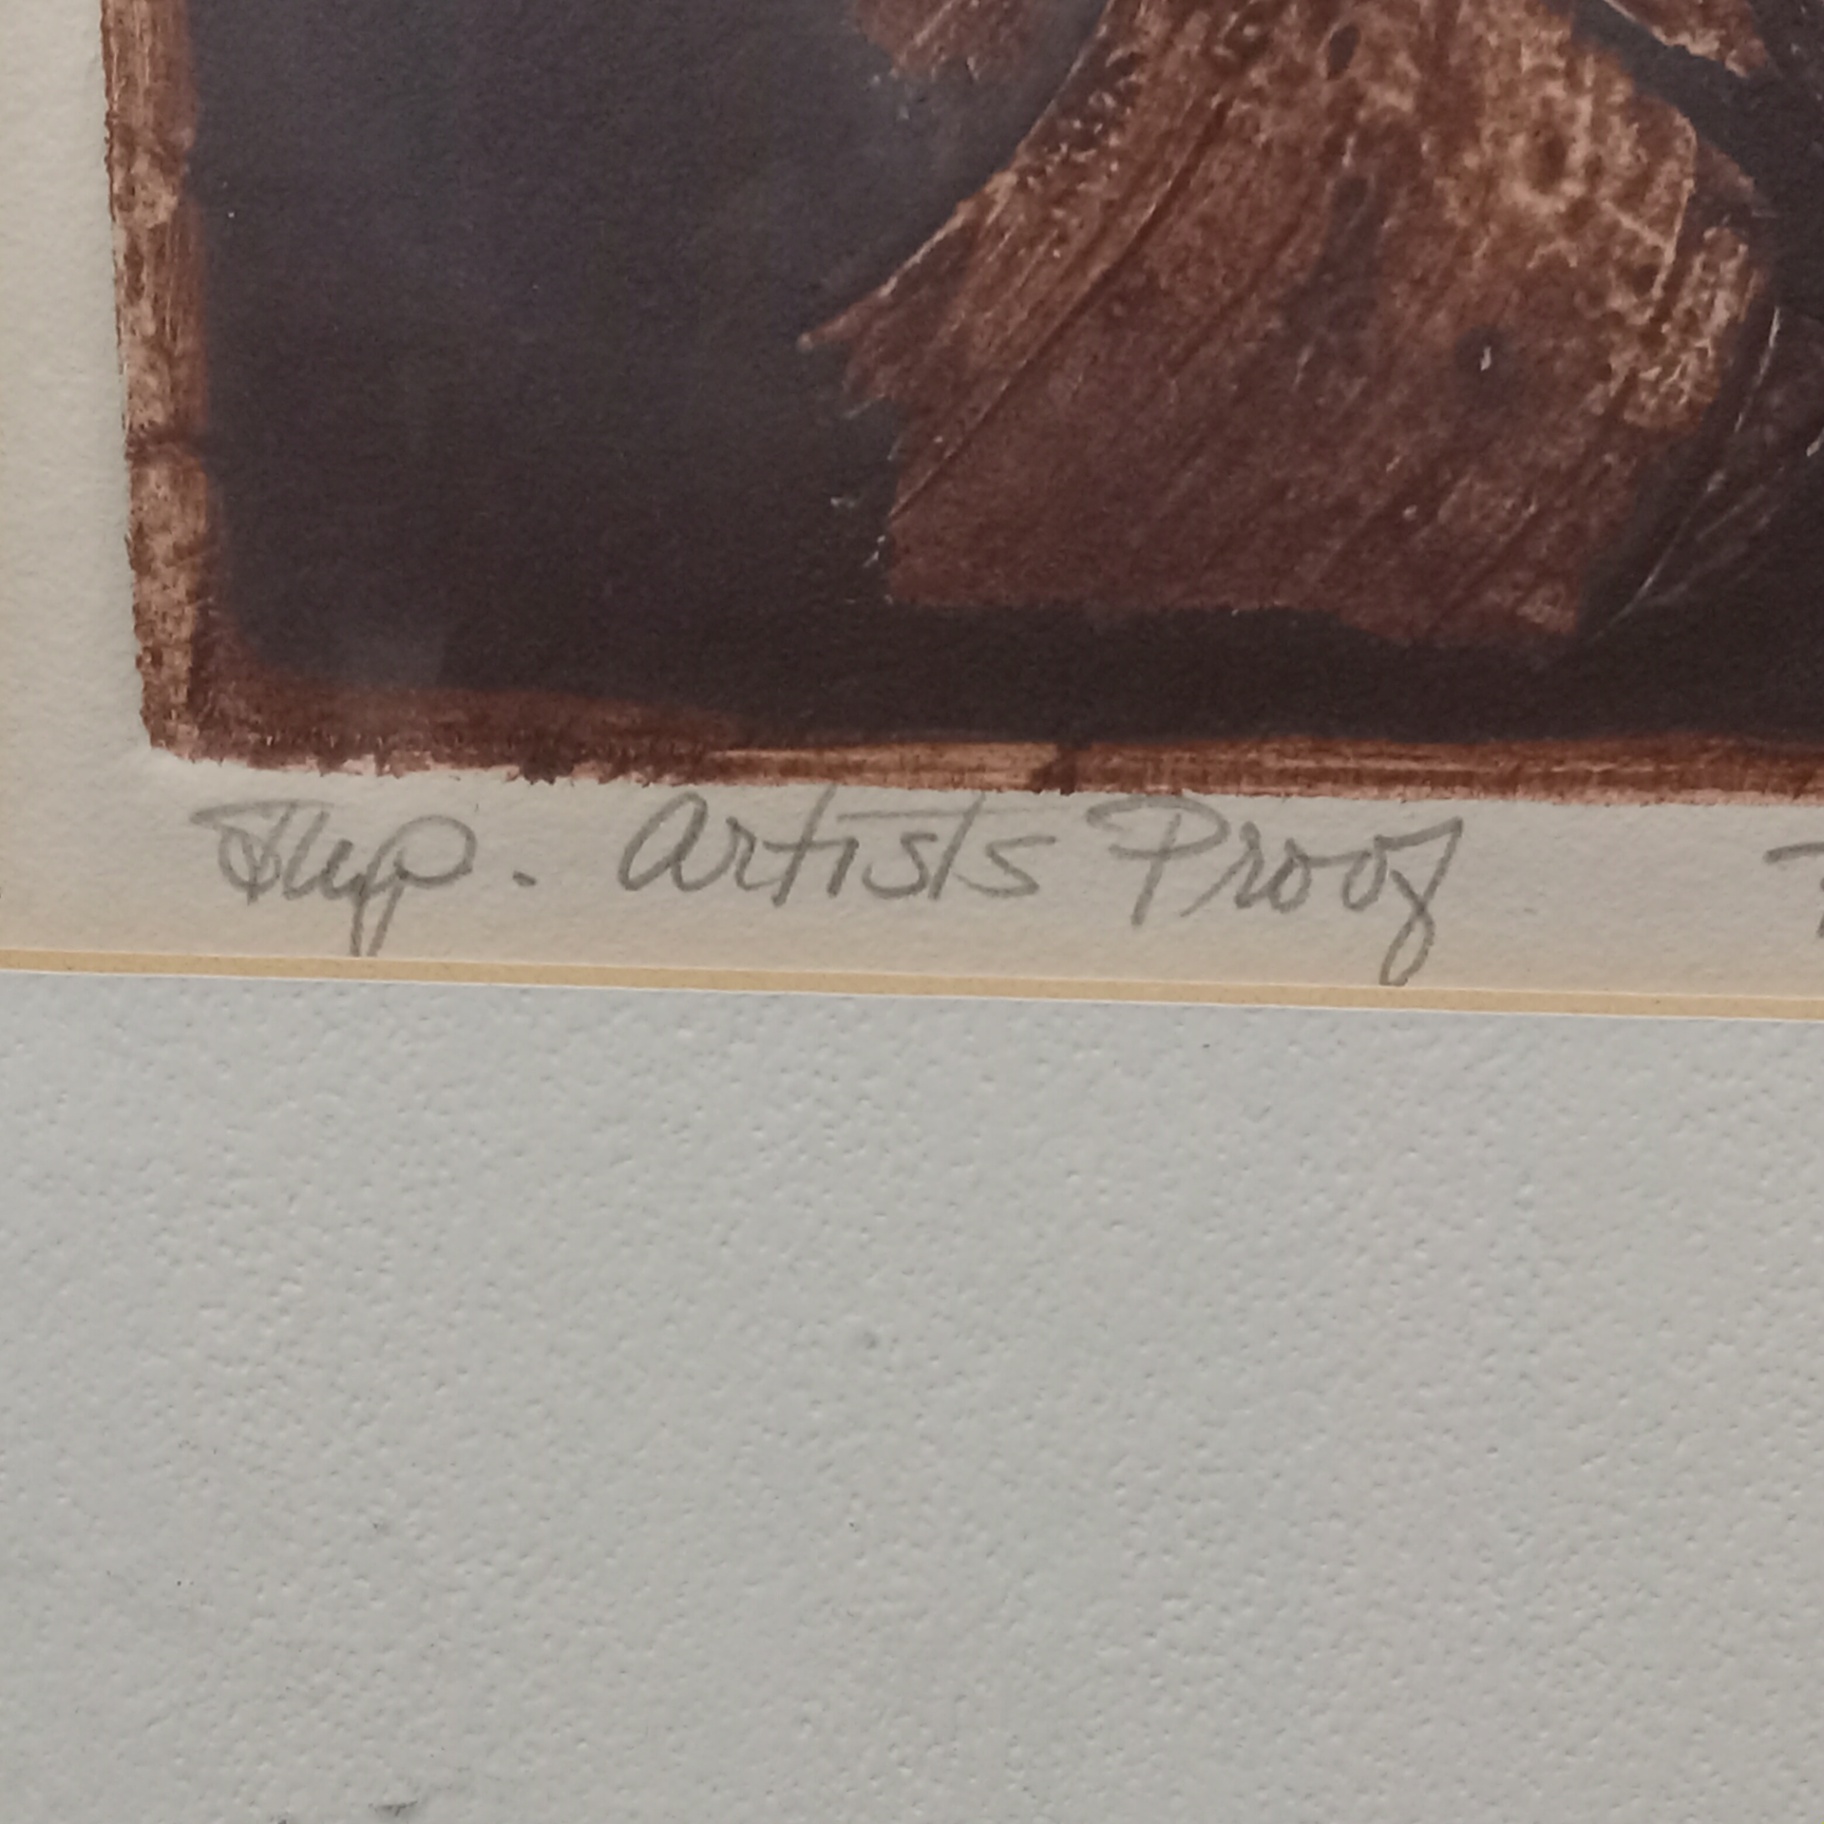 Imp. Artists Proof